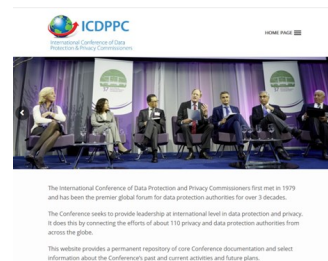 ICDPPC
International Conference of Data
Protection & Privacy Commissioners
HOME PAGE
The International Conference of Data Protection and Privacy Commissioners first met in 1979
and has been the premier global forum for data protection authorities for over 3 decades.
The Conference seeks to provide leadership at international level in data protection and privacy.
It does this by connecting the efforts of about 110 privacy and data protection authorities from
across the globe.
This website provides a permanent repository of core Conference documentation and select
information about the Conference's past and current activities and future plans.